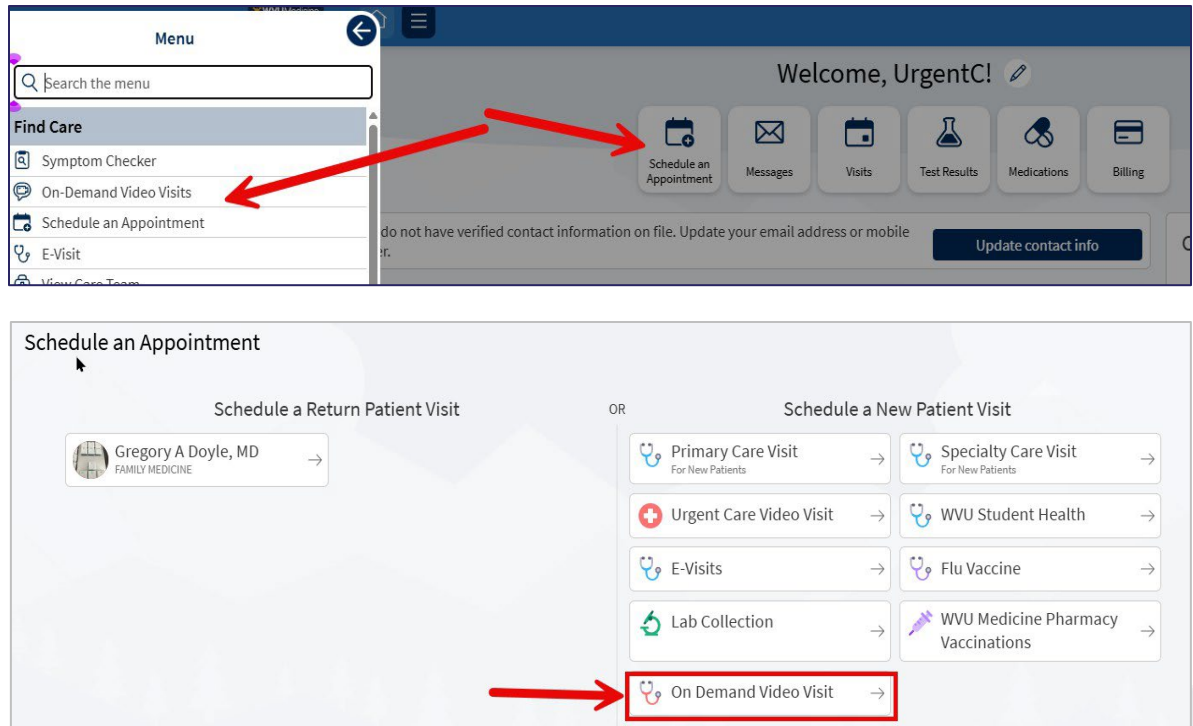 WVUMedicine
Menu
Search the menu
Find Care
Symptom Checker
On-Demand Video Visits
Schedule an Appointment
E-Visit
View Care Team
Welcome, UrgentC!
Schedule an
Appointment
Messages
Visits
Test Results
Medications
Billing
do not have verified contact information on file. Update your email address or mobile
er.
Update contact info
Schedule an Appointment
Schedule a Return Patient Visit
OR
Schedule a New Patient Visit
Gregory A Doyle, MD
FAMILY MEDICINE
Primary Care Visit
For New Patients
Specialty Care Visit
For New Patients
Urgent Care Video Visit
WVU Student Health
E-Visits
Flu Vaccine
Lab Collection
WVU Medicine Pharmacy
Vaccinations
On Demand Video Visit